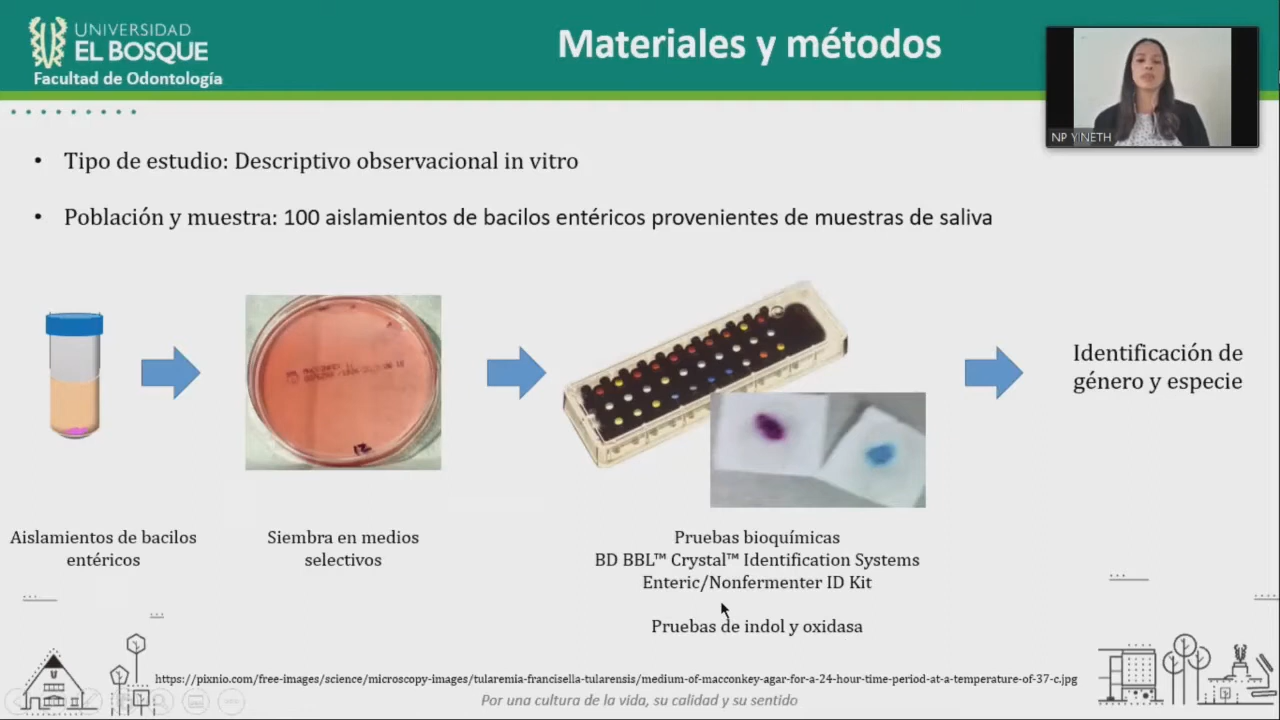 UNIVERSIDAD
EL BOSQUE
Facultad de Odontología
Materiales y métodos
NP YINETH
• Tipo de estudio: Descriptivo observacional in vitro
• Población y muestra: 100 aislamientos de bacilos entéricos provenientes de muestras de saliva
Identificación de
género y especie
12
Aislamientos de bacilos
entéricos
Siembra en medios
selectivos
Pruebas bioquímicas
BD BBL™ Crystal™ Identification Systems
Enteric/Nonfermenter ID Kit
Pruebas de indol y oxidasa
https://pixnio.com/free-images/science/microscopy-images/tularemia-francisella-tularensis/medium-of-macconkey-agar-for-a-24-hour-time-period-at-a-temperature-of-37-c.jpg
Por una cultura de la vida, su calidad y su sentido